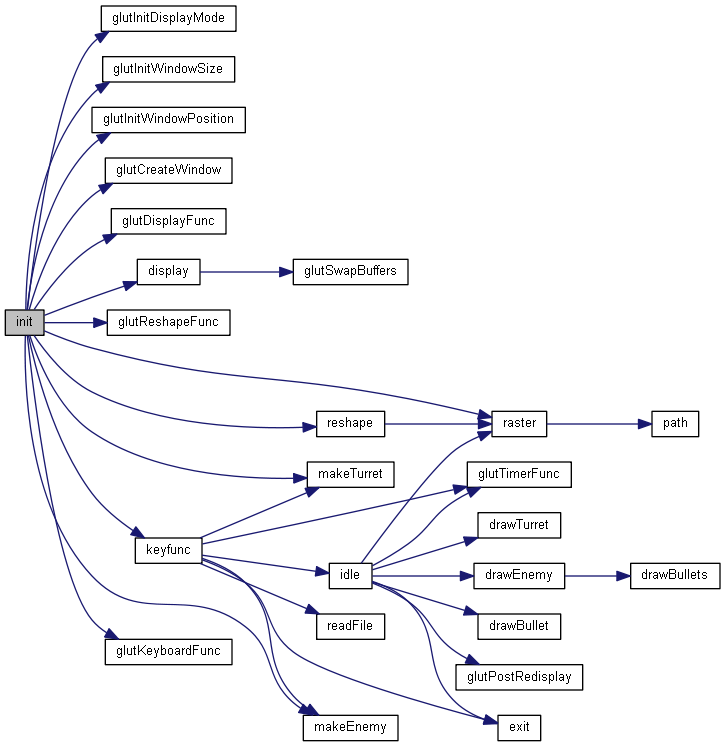 glutInitDisplayMode
glutInitWindowSize
glutInitWindowPosition
glutCreateWindow
glutDisplayFunc
display
glutSwapBuffers
init
glutReshapeFunc
reshape
raster
path
makeTurret
glutTimerFunc
drawTurret
keyfunc
idle
drawEnemy
drawBullets
readFile
drawBullet
glutKeyboardFunc
glutPostRedisplay
makeEnemy
exit